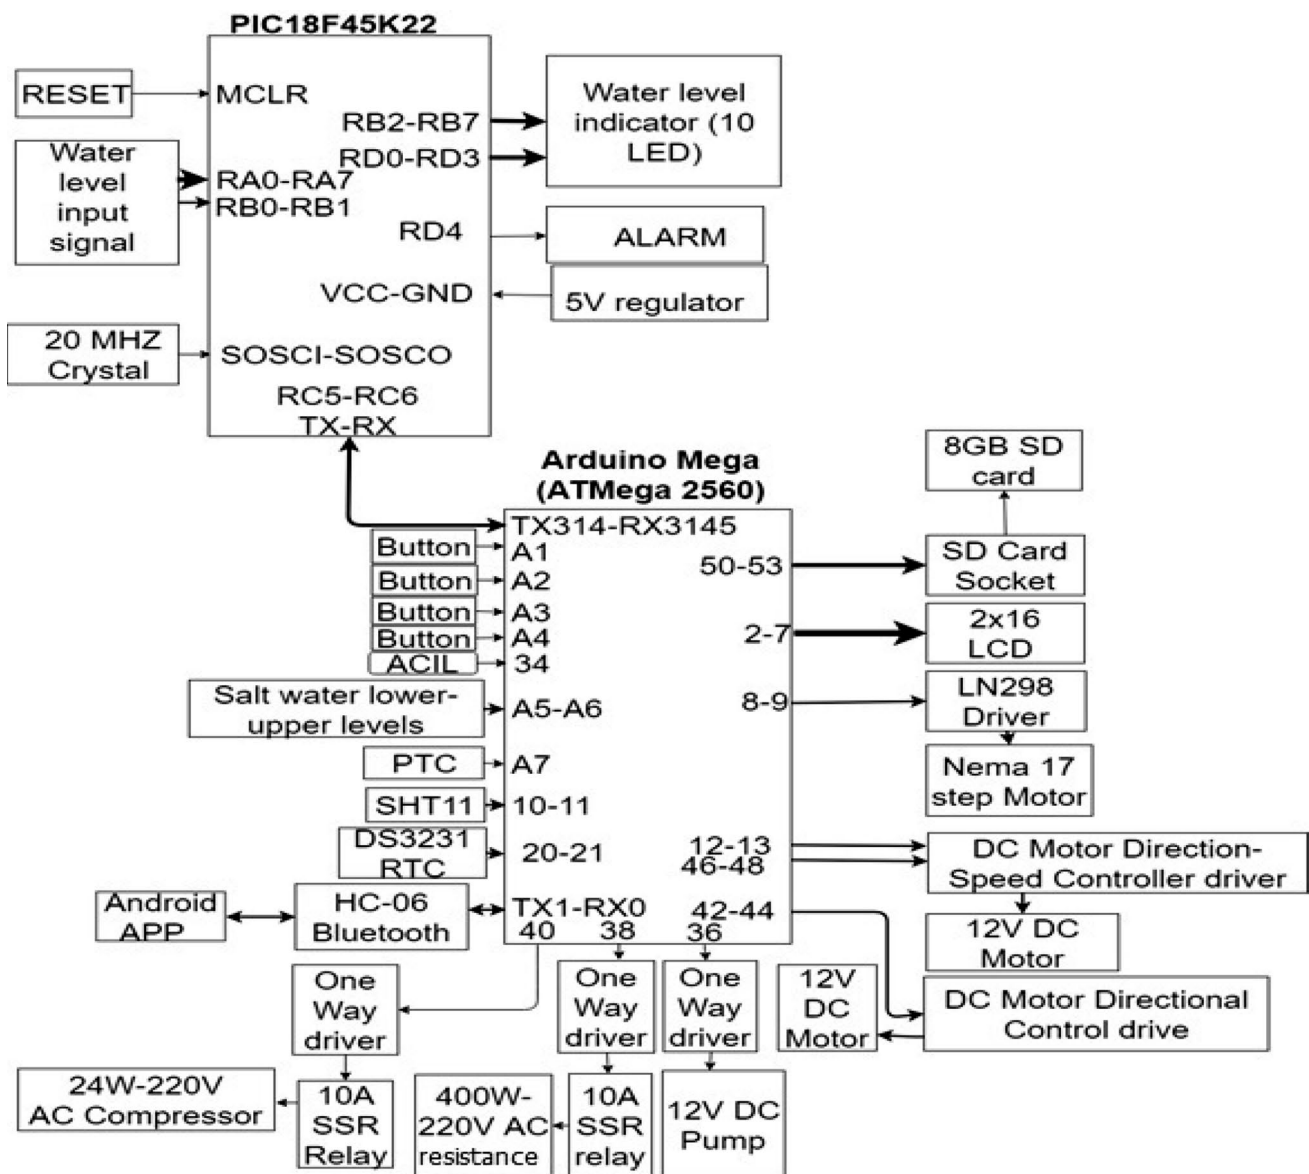 PIC18F45K22
RESET
MCLR
RB2-RB7
RD0-RD3
Water level
indicator (10
LED)
Water
level
input
signal
RA0-RA7
RB0-RB1
RD4
ALARM
VCC-GND
5V regulator
20 MHZ
Crystal
SOSCI-SOSCO
RC5-RC6
TX-RX
Arduino Mega
(ATMega 2560)
8GB SD
card
TX314-RX3145
Button
A1
Button
A2
Button
A3
Button
A4
ACIL
34
50-53
SD Card
Socket
2-7
2x16
LCD
Salt water lower-
upper levels
A5-A6
8-9
LN298
Driver
PTC
A7
Nema 17
step Motor
SHT11
10-11
DS3231
RTC
20-21
12-13
46-48
DC Motor Direction-
Speed Controller driver
Android
APP
HC-06
Bluetooth
TX1-RX0
42-44
40
38
36
12V DC
Motor
One
Way
driver
One
Way
driver
One
Way
driver
12V
DC
Motor
DC Motor Directional
Control drive
24W-220V
AC Compressor
10A
SSR
Relay
400W-
220V AC
resistance
10A
SSR
relay
12V DC
Pump